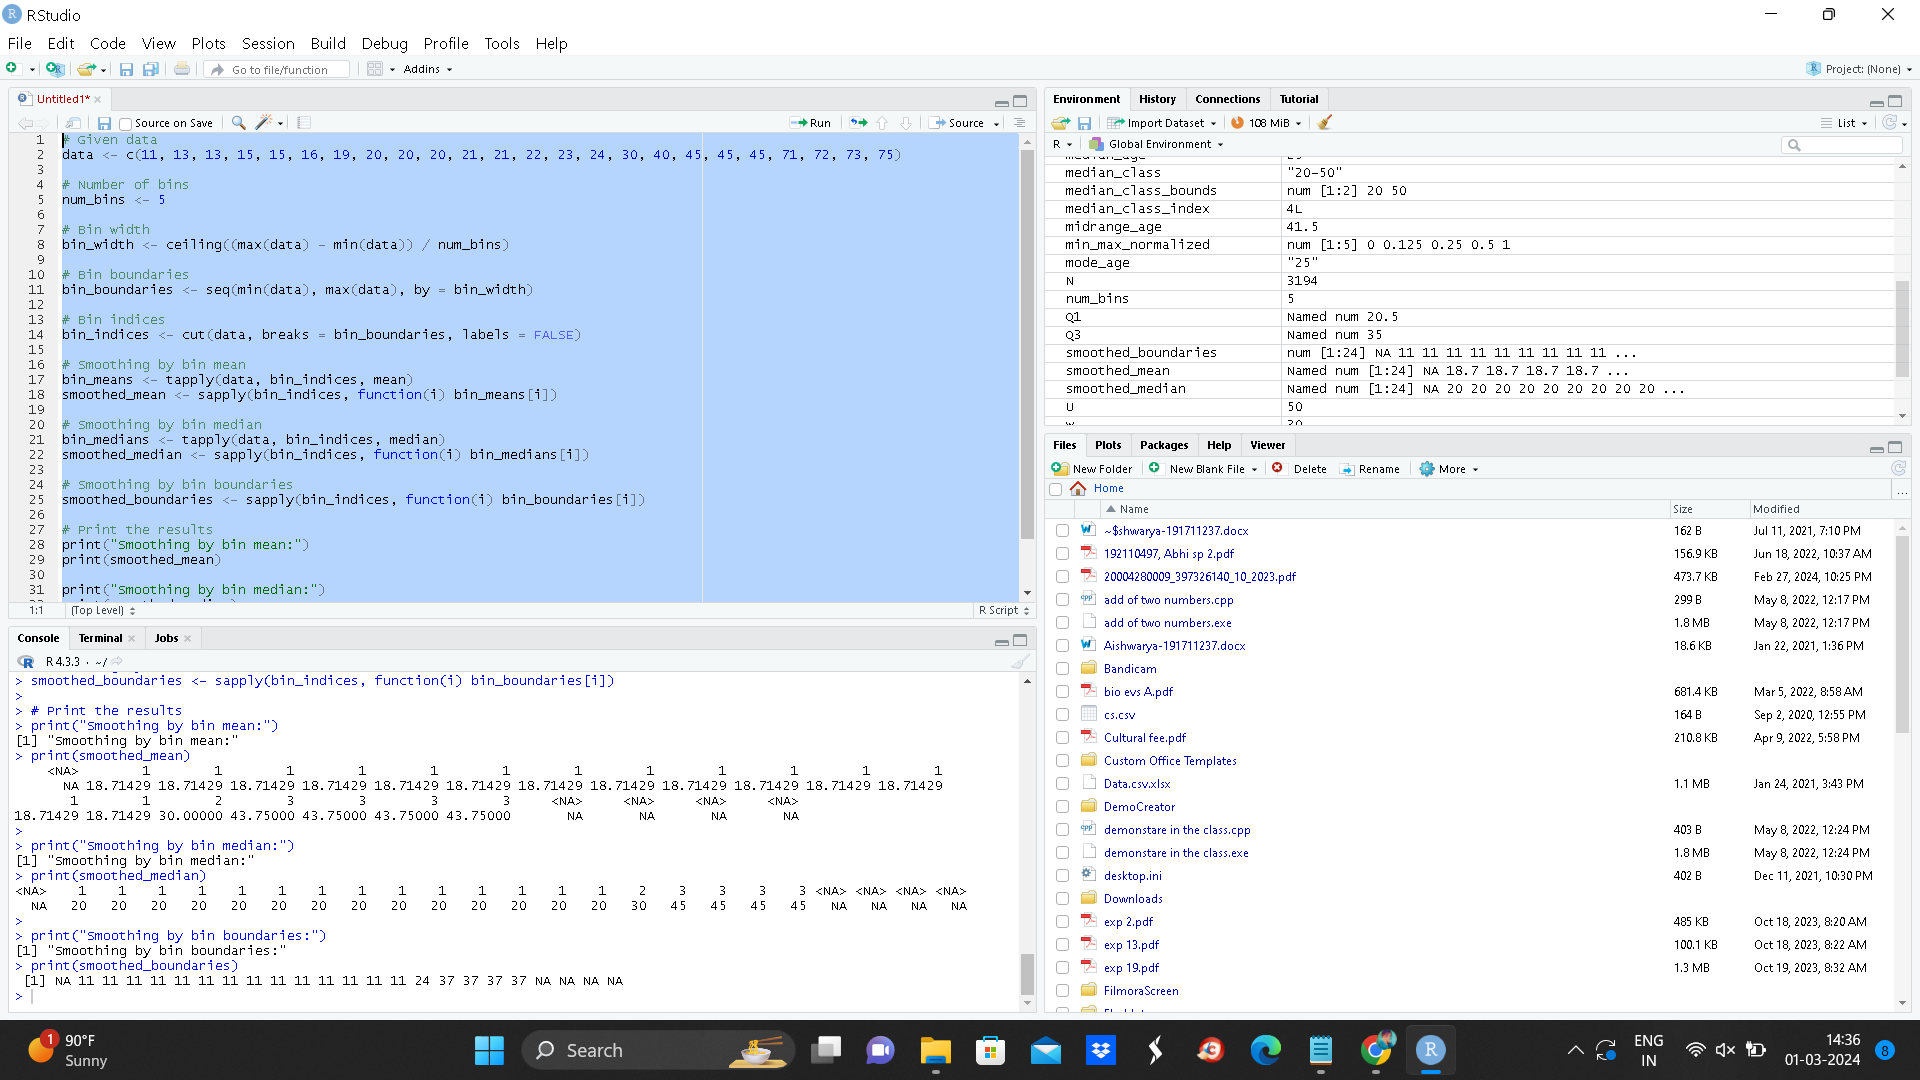 RStudio
File Edit Code View Plots Session Build Debug Profile Tools Help
Go to file/function Addins Project: (None)
Untitled1*
Source on Save Run Source
1 # Given data
2 data <- c(11, 13, 13, 15, 15, 16, 19, 20, 20, 20, 21, 21, 22, 23, 24, 30, 40, 45, 45, 45, 71, 72, 73, 75)
3
4 # Number of bins
5 num_bins <- 5
6
7 # Bin width
8 bin_width <- ceiling((max(data) - min(data)) / num_bins)
9
10 # Bin boundaries
11 bin_boundaries <- seq(min(data), max(data), by = bin_width)
12
13 # Bin indices
14 bin_indices <- cut(data, breaks = bin_boundaries, labels = FALSE)
15
16 # Smoothing by bin mean
17 bin_means <- tapply(data, bin_indices, mean)
18 smoothed_mean <- sapply(bin_indices, function(i) bin_means[i])
19
20 # Smoothing by bin median
21 bin_medians <- tapply(data, bin_indices, median)
22 smoothed_median <- sapply(bin_indices, function(i) bin_medians[i])
23
24 # Smoothing by bin boundaries
25 smoothed_boundaries <- sapply(bin_indices, function(i) bin_boundaries[i])
26
27 # Print the results
28 print("Smoothing by bin mean:")
29 print(smoothed_mean)
30
31 print("Smoothing by bin median:")
1:1 (Top Level) R Script
Console Terminal Jobs
R 4.3.3 · ~/
> smoothed_boundaries <- sapply(bin_indices, function(i) bin_boundaries[i])
>
> # Print the results
> print("Smoothing by bin mean:")
[1] "Smoothing by bin mean:"
> print(smoothed_mean)
<NA> 1 1 1 1 1 1 1 1 1 1 1 1
NA 18.71429 18.71429 18.71429 18.71429 18.71429 18.71429 18.71429 18.71429 18.71429 18.71429 18.71429 18.71429
1 1 2 3 3 3 3 <NA> <NA> <NA> <NA>
18.71429 18.71429 30.00000 43.75000 43.75000 43.75000 43.75000 NA NA NA NA
>
> print("Smoothing by bin median:")
[1] "Smoothing by bin median:"
> print(smoothed_median)
<NA> 1 1 1 1 1 1 1 1 1 1 1 1 1 1 2 3 3 3 3 <NA> <NA> <NA> <NA>
NA 20 20 20 20 20 20 20 20 20 20 20 20 20 20 30 45 45 45 45 NA NA NA NA
>
> print("Smoothing by bin boundaries:")
[1] "Smoothing by bin boundaries:"
> print(smoothed_boundaries)
[1] NA 11 11 11 11 11 11 11 11 11 11 11 11 11 11 24 37 37 37 37 NA NA NA NA
>
Environment History Connections Tutorial
Import Dataset 108 MiB List
R Global Environment
median_class "20-50"
median_class_bounds num [1:2] 20 50
median_class_index 4L
midrange_age 41.5
min_max_normalized num [1:5] 0 0.125 0.25 0.5 1
mode_age "25"
N 3194
num_bins 5
Q1 Named num 20.5
Q3 Named num 35
smoothed_boundaries num [1:24] NA 11 11 11 11 11 11 11 11 11 ...
smoothed_mean Named num [1:24] NA 18.7 18.7 18.7 18.7 ...
smoothed_median Named num [1:24] NA 20 20 20 20 20 20 20 20 20 ...
U 50
Files Plots Packages Help Viewer
New Folder New Blank File Delete Rename More
Home ...
Name Size Modified
~$shwarya-191711237.docx 162 B Jul 11, 2021, 7:10 PM
192110497, Abhi sp 2.pdf 156.9 KB Jun 18, 2022, 10:37 AM
20004280009_397326140_10_2023.pdf 473.7 KB Feb 27, 2024, 10:25 PM
add of two numbers.cpp 299 B May 8, 2022, 12:17 PM
add of two numbers.exe 1.8 MB May 8, 2022, 12:17 PM
Aishwarya-191711237.docx 18.6 KB Jan 22, 2021, 1:36 PM
Bandicam
bio evs A.pdf 681.4 KB Mar 5, 2022, 8:58 AM
cs.csv 164 B Sep 2, 2020, 12:55 PM
Cultural fee.pdf 210.8 KB Apr 9, 2022, 5:58 PM
Custom Office Templates
Data.csv.xlsx 1.1 MB Jan 24, 2021, 3:43 PM
DemoCreator
demonstare in the class.cpp 403 B May 8, 2022, 12:24 PM
demonstare in the class.exe 1.8 MB May 8, 2022, 12:24 PM
desktop.ini 402 B Dec 11, 2021, 10:30 PM
Downloads
exp 2.pdf 485 KB Oct 18, 2023, 8:20 AM
exp 13.pdf 100.1 KB Oct 18, 2023, 8:22 AM
exp 19.pdf 1.3 MB Oct 19, 2023, 8:32 AM
FilmoraScreen
1 90°F
Sunny
Search
ENG
IN
14:36
01-03-2024
8